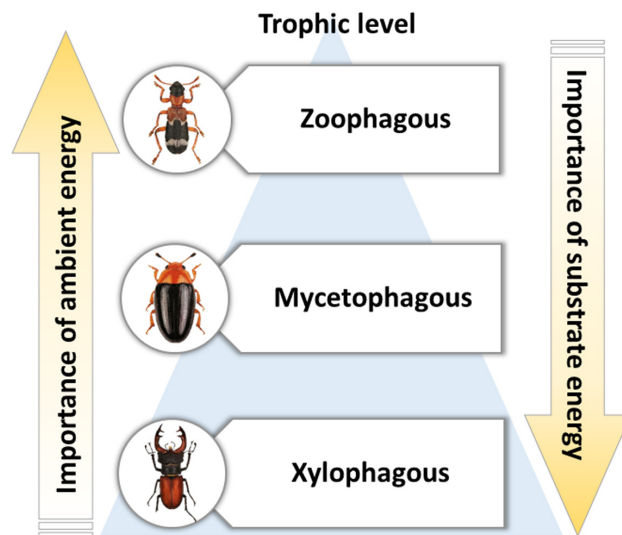 Trophic level
Importance of ambient energy
Zoophagous
Mycetophagous
Xylophagous
Importance of substrate energy